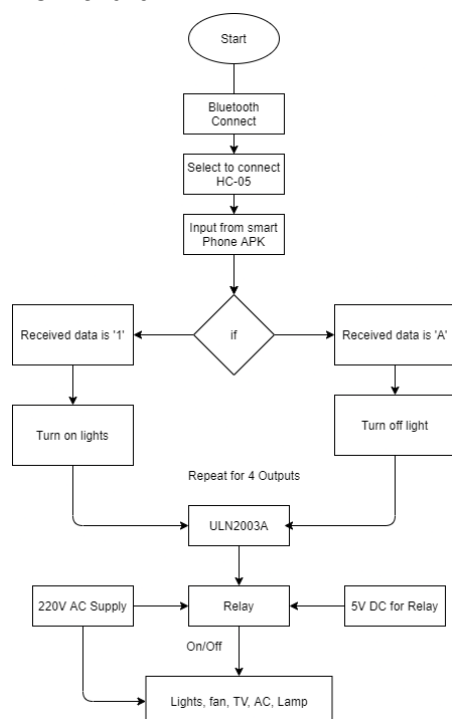 Start
Bluetooth
Connect
Select to connect
HC-05
Input from smart
Phone APK
if
Received data is '1'
Received data is 'A'
Turn on lights
Turn off light
Repeat for 4 Outputs
ULN2003A
220V AC Supply
Relay
5V DC for Relay
On/Off
Lights, fan, TV, AC, Lamp